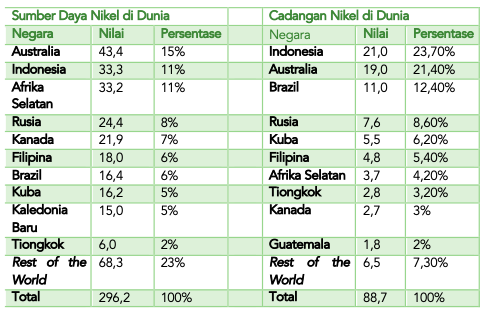 Sumber Daya Nikel di Dunia Cadangan Nikel di Dunia
Negara Nilai Persentase Negara Nilai Persentase
Australia 43,4 15% Indonesia 21,0 23,70%
Indonesia 33,3 11% Australia 19,0 21,40%
Afrika 33,2 11% Brazil 11,0 12,40%
Selatan
Rusia 24,4 8% Rusia 7,6 8,60%
Kanada 21,9 7% Kuba 5,5 6,20%
Filipina 18,0 6% Filipina 4,8 5,40%
Brazil 16,4 6% Afrika Selatan 3,7 4,20%
Kuba 16,2 5% Tiongkok 2,8 3,20%
Kaledonia 15,0 5% Kanada 2,7 3%
Baru
Tiongkok 6,0 2% Guatemala 1,8 2%
Rest of the 68,3 23% Rest of the 6,5 7,30%
World World
Total 296,2 100% Total 88,7 100%